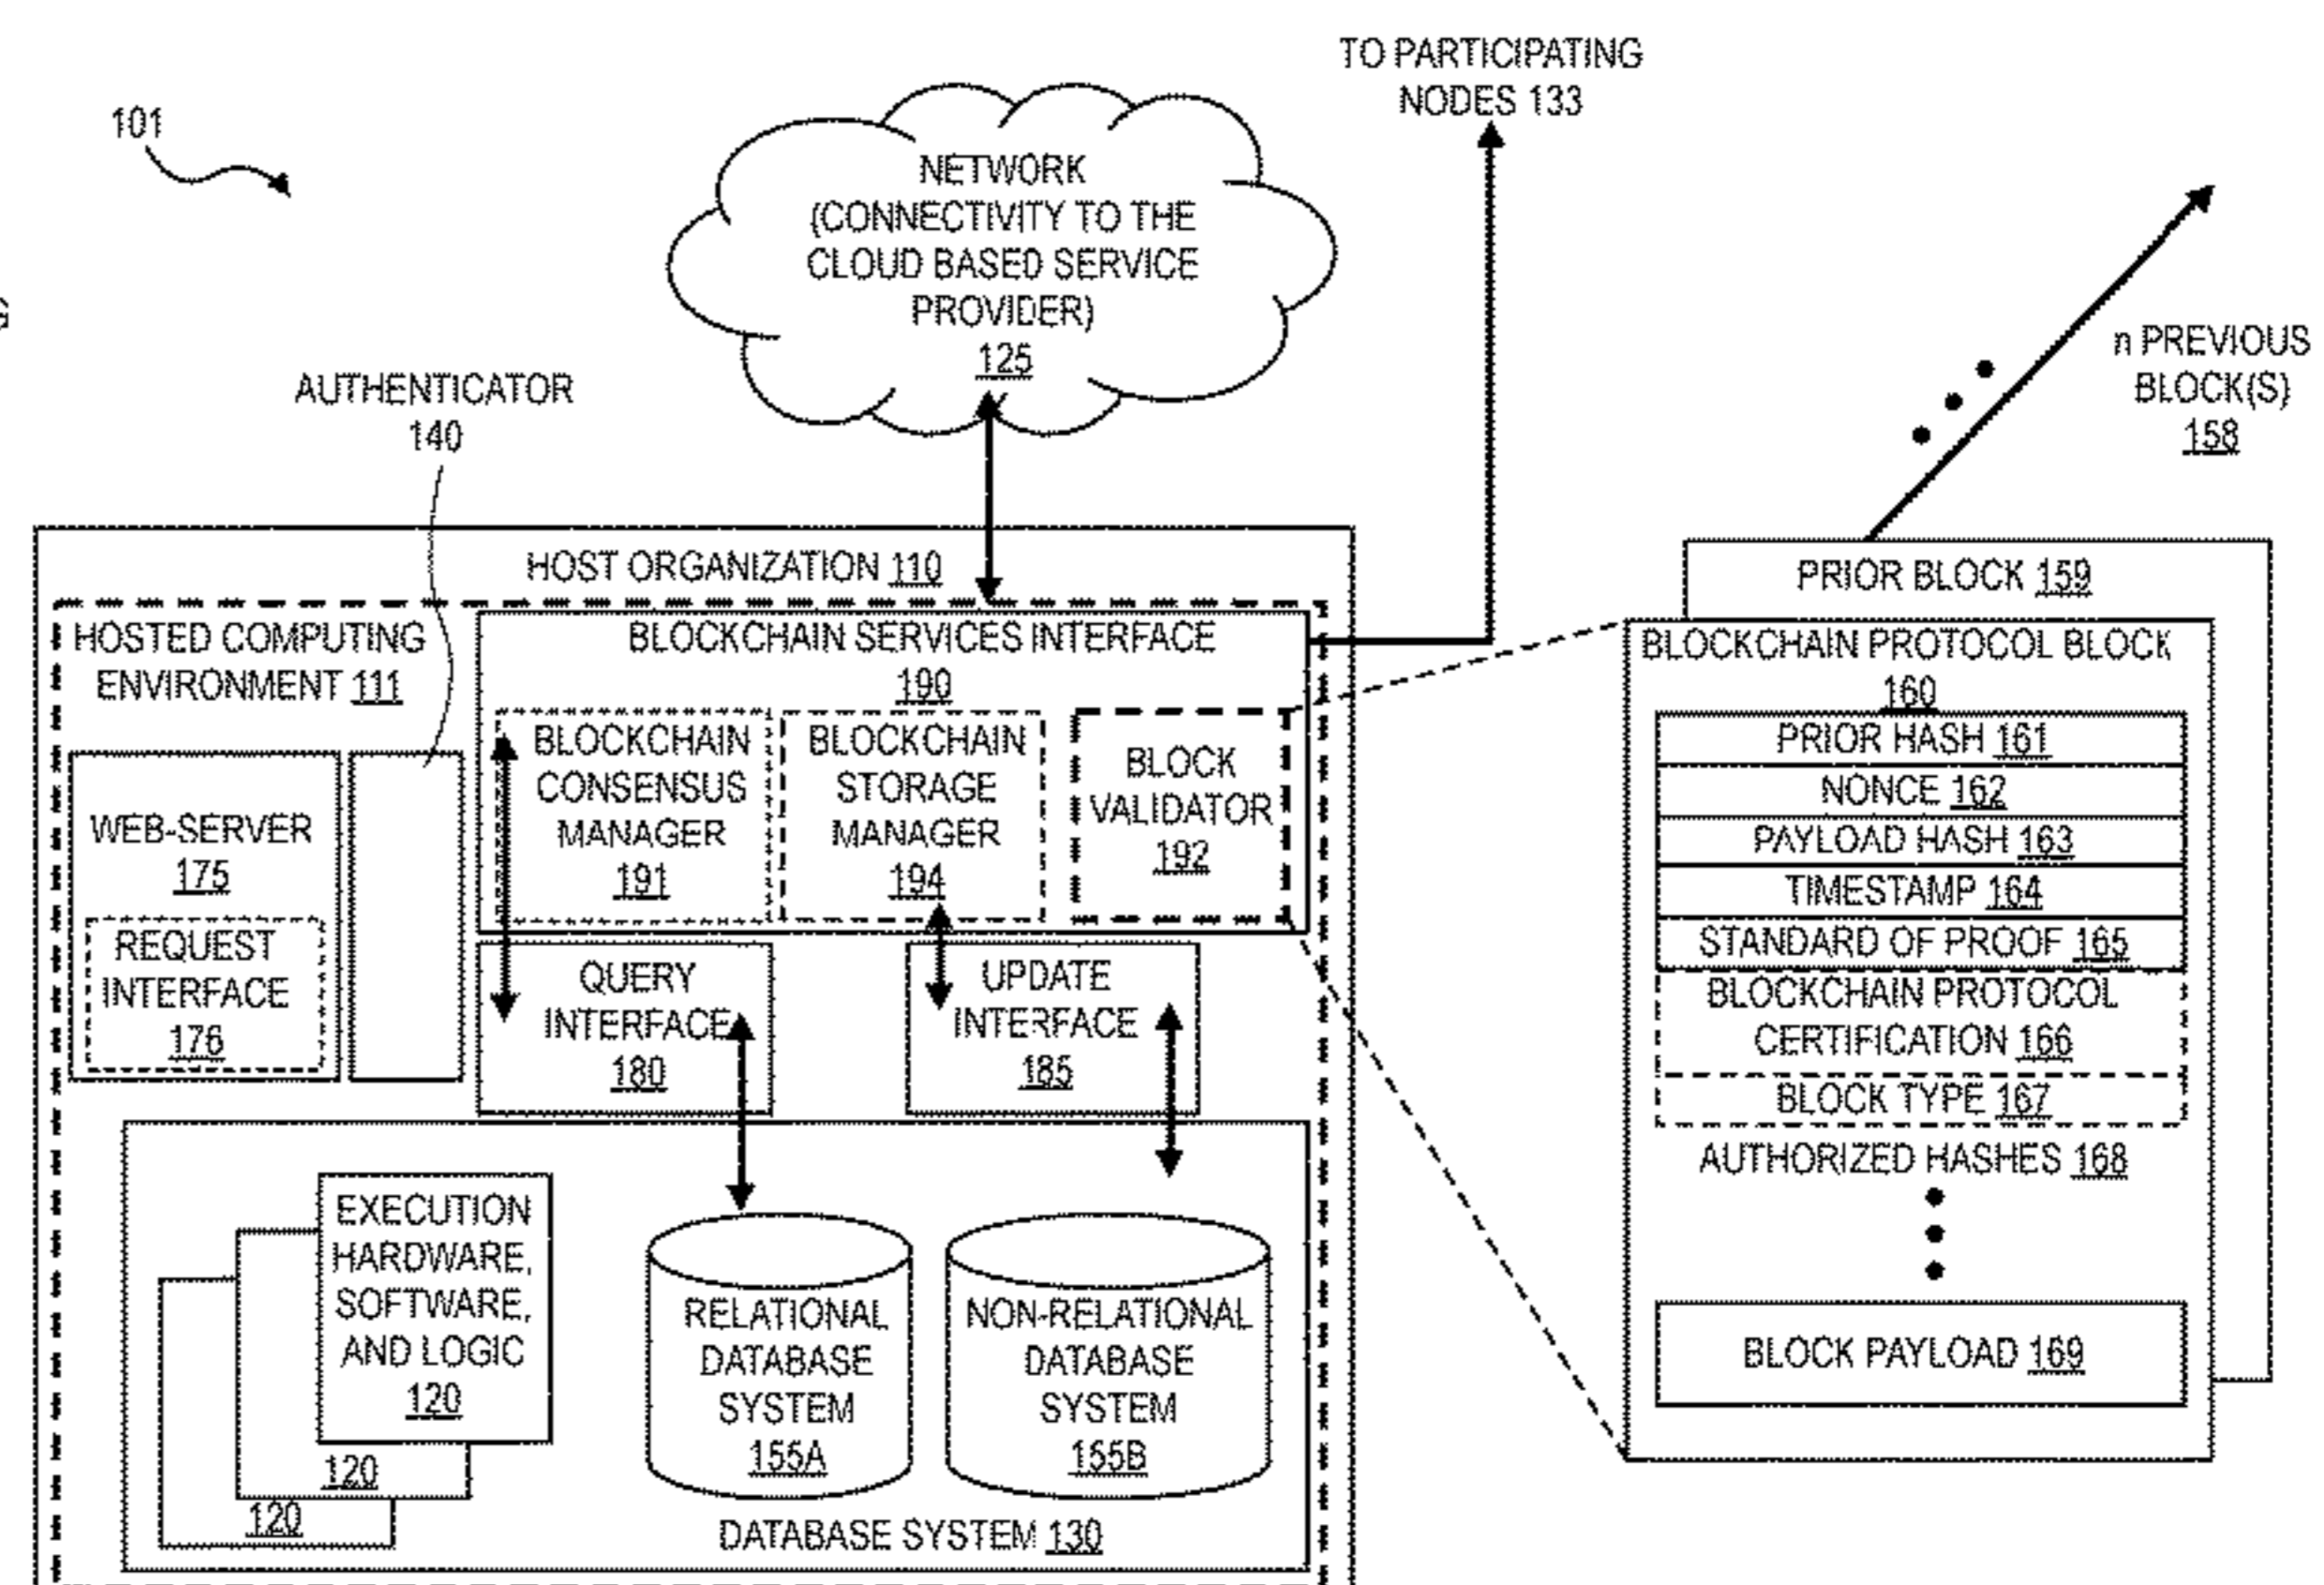 101
TO PARTICIPATING
NODES 133
NETWORK
(CONNECTIVITY TO THE
CLOUD BASED SERVICE
PROVIDER)
125
n PREVIOUS
BLOCK(S)
158
AUTHENTICATOR
140
HOST ORGANIZATION 110
HOSTED COMPUTING
ENVIRONMENT 111
BLOCKCHAIN SERVICES INTERFACE
190
BLOCKCHAIN
CONSENSUS
MANAGER
191
BLOCKCHAIN
STORAGE
MANAGER
194
BLOCK
VALIDATOR
192
WEB-SERVER
175
REQUEST
INTERFACE
176
QUERY
INTERFACE
180
UPDATE
INTERFACE
185
EXECUTION
HARDWARE,
SOFTWARE,
AND LOGIC
120
120
120
RELATIONAL
DATABASE
SYSTEM
155A
NON-RELATIONAL
DATABASE
SYSTEM
155B
DATABASE SYSTEM 130
PRIOR BLOCK 159
BLOCKCHAIN PROTOCOL BLOCK
160
PRIOR HASH 161
NONCE 162
PAYLOAD HASH 163
TIMESTAMP 164
STANDARD OF PROOF 165
BLOCKCHAIN PROTOCOL
CERTIFICATION 166
BLOCK TYPE 167
AUTHORIZED HASHES 168
BLOCK PAYLOAD 169